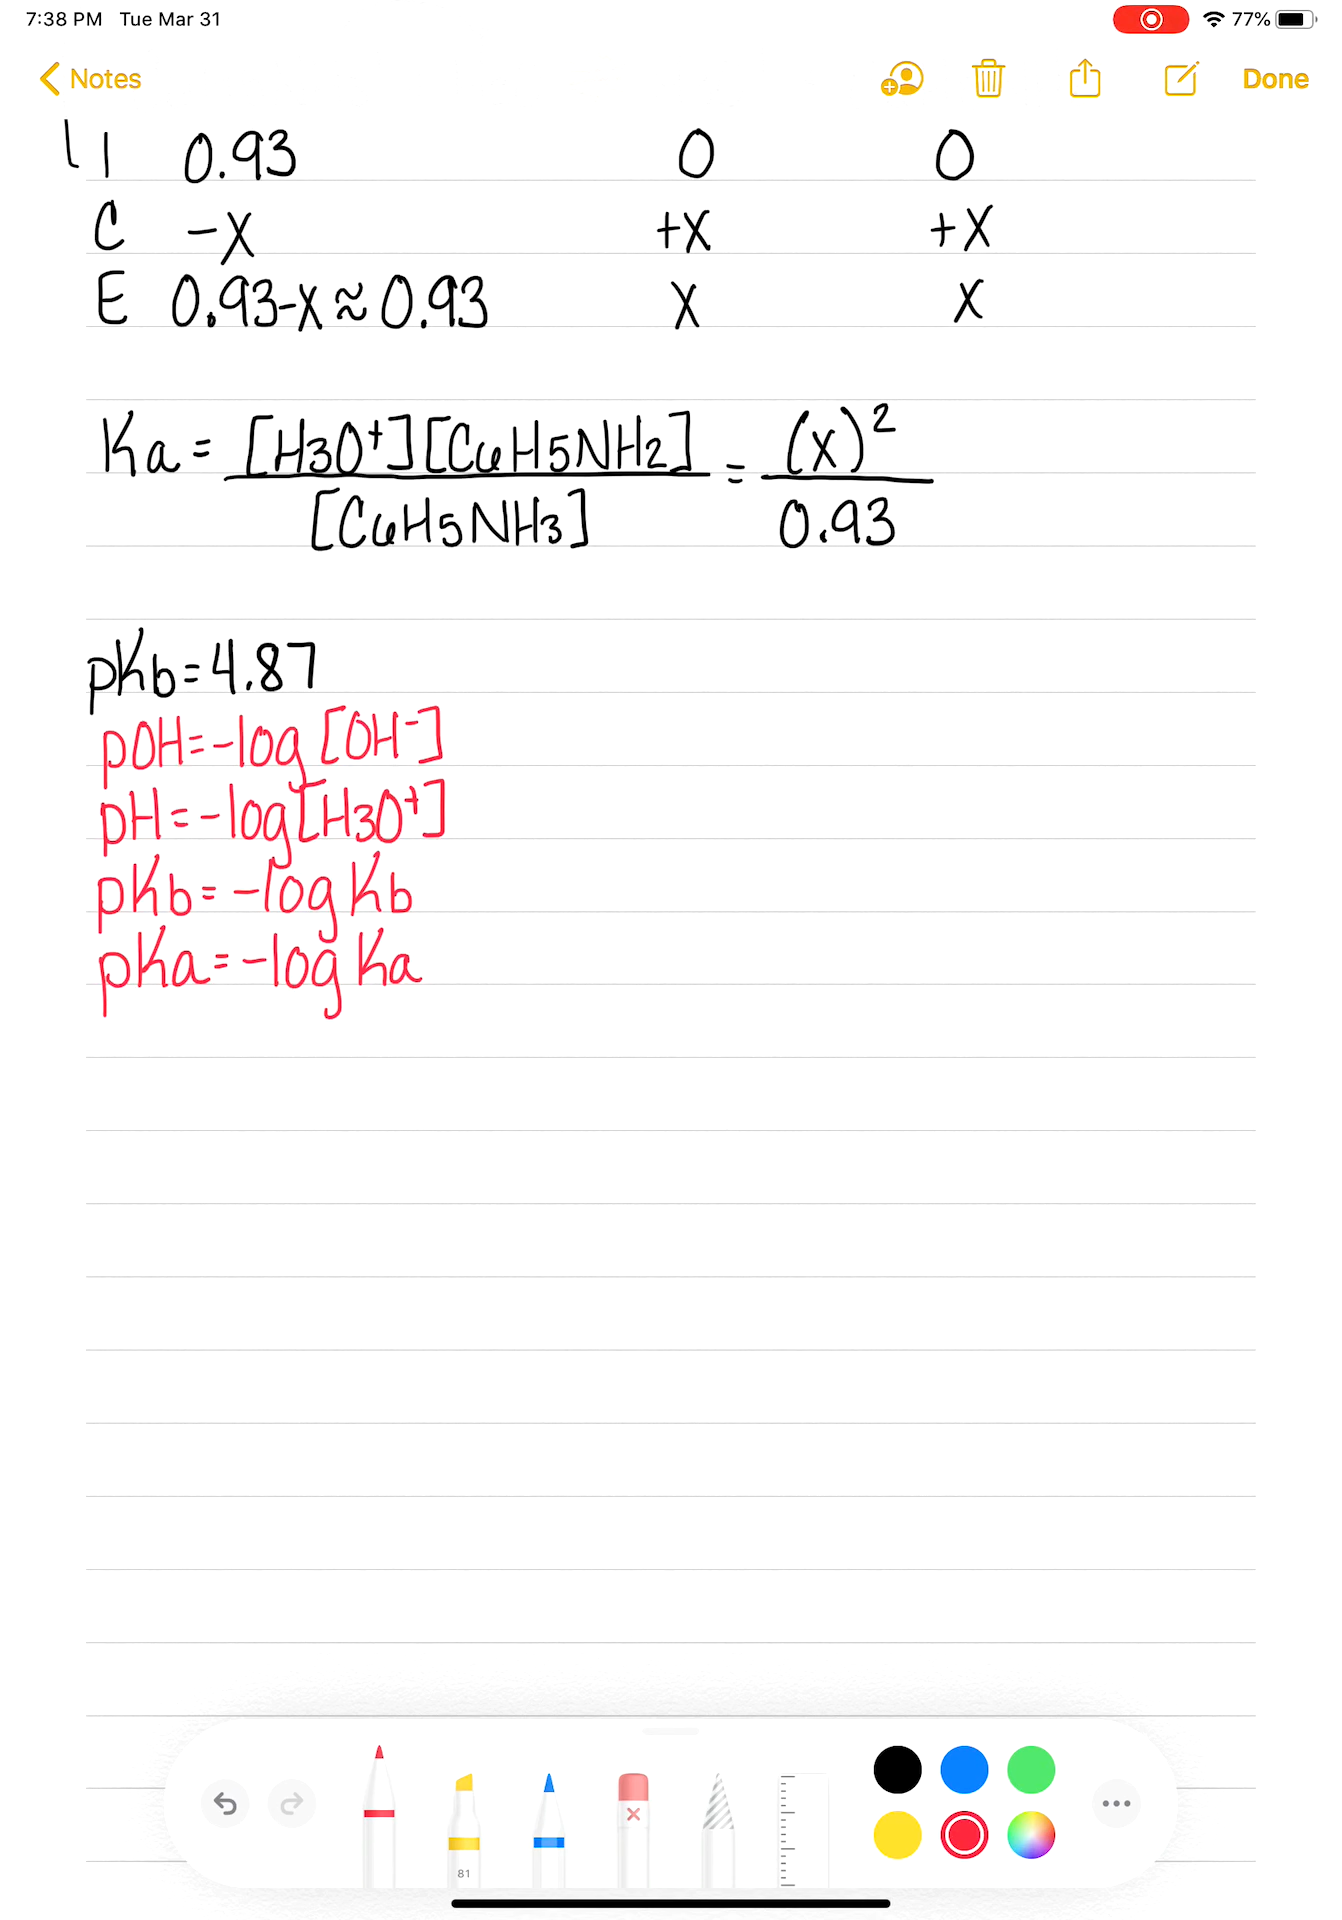 7:38 PM Tue Mar 31
77%
Notes
Done
I 0.93 0 0
C -X +X +X
E 0.93-X≈0.93 X X
Ka = [H3O+][C6H5NH2] = (X)²
[C6H5NH3] 0.93
pKb=4.87
pOH=-log[OH-]
pH=-log[H3O+]
pKb=-log Kb
pKa=-log Ka
81